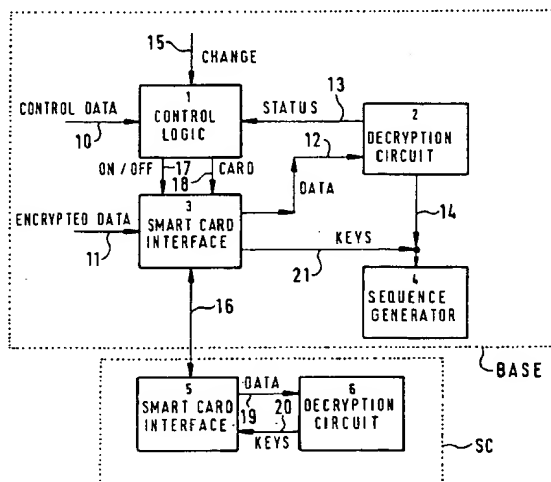 15
CHANGE
1
CONTROL
LOGIC
CONTROL DATA
10
STATUS
13
2
DECRYPTION
CIRCUIT
12
ON/OFF
17
18
CARD
DATA
14
ENCRYPTED DATA
11
3
SMART CARD
INTERFACE
KEYS
21
4
SEQUENCE
GENERATOR
16
BASE
5
SMART CARD
INTERFACE
DATA
19
20
KEYS
6
DECRYPTION
CIRCUIT
SC